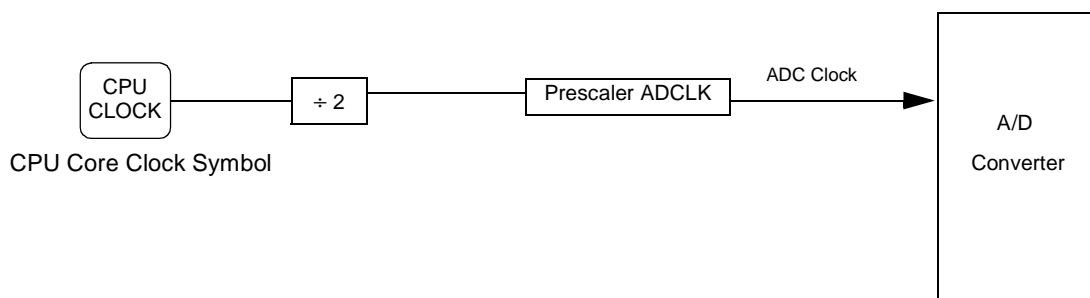 CPU
CLOCK
÷ 2
Prescaler ADCLK
ADC Clock
A/D
Converter
CPU Core Clock Symbol